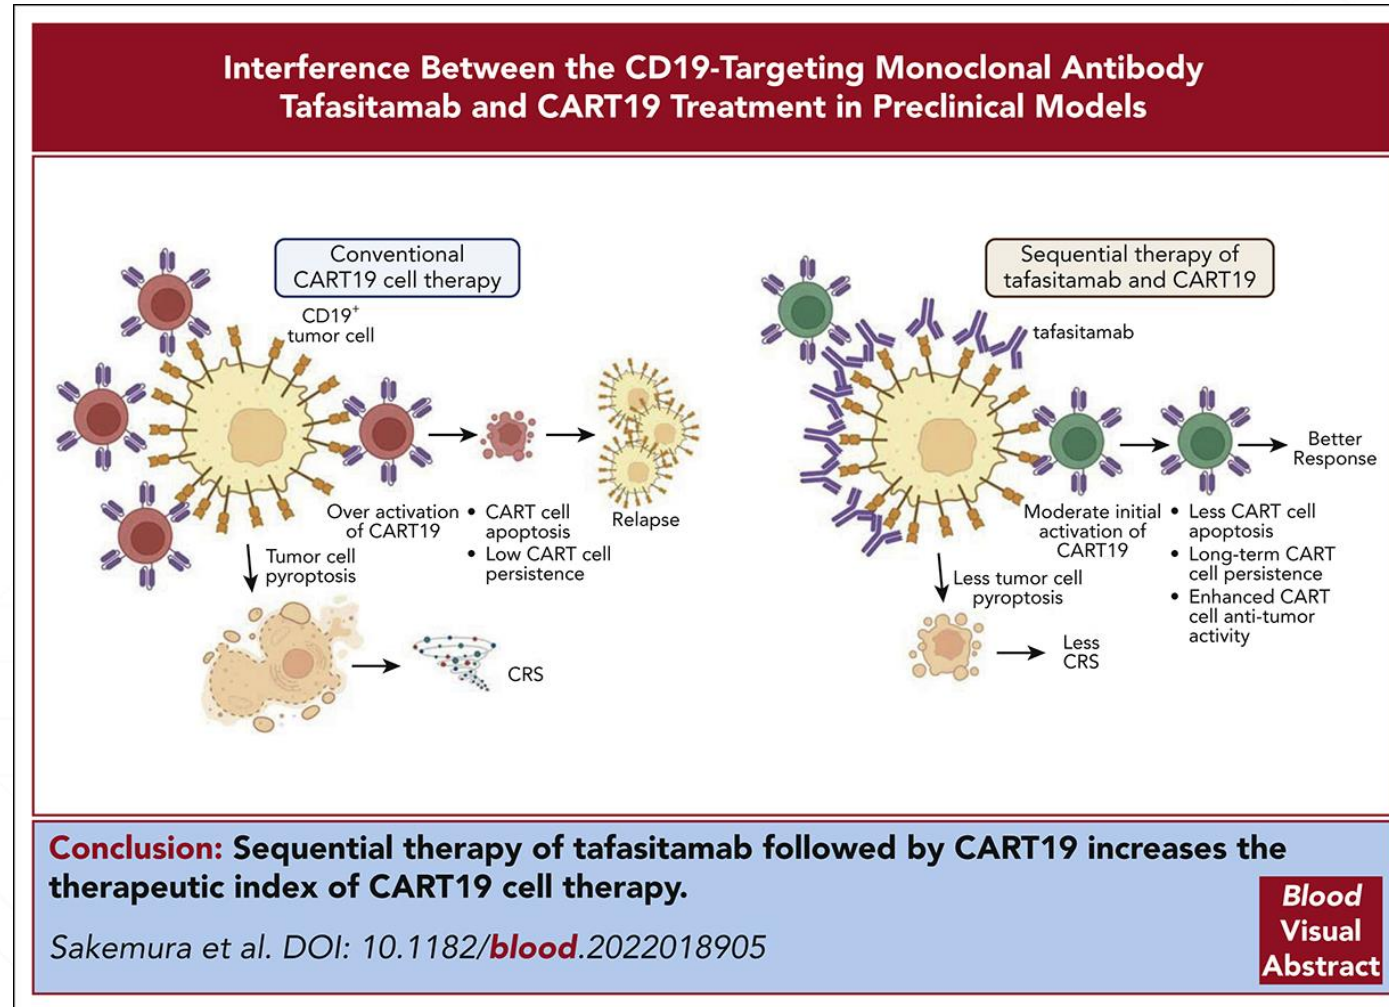 Interference Between the CD19-Targeting Monoclonal Antibody
Tafasitamab and CART19 Treatment in Preclinical Models
Conventional
CART19 cell therapy
CD19⁺
tumor cell
Over activation
of CART19
• CART cell
apoptosis
• Low CART cell
persistence
Relapse
Tumor cell
pyroptosis
CRS
Sequential therapy of
tafasitamab and CART19
tafasitamab
Moderate initial
activation of
CART19
• Less CART cell
apoptosis
• Long-term CART
cell persistence
• Enhanced CART
cell anti-tumor
activity
Better
Response
Less tumor cell
pyroptosis
Less
CRS
Conclusion: Sequential therapy of tafasitamab followed by CART19 increases the
therapeutic index of CART19 cell therapy.
Sakemura et al. DOI: 10.1182/blood.2022018905
Blood
Visual
Abstract